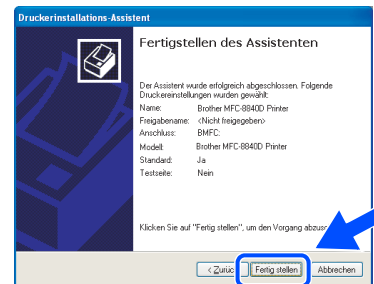 Druckerinstallations-Assistent
Fertigstellen des Assistenten
Der Assistent wurde erfolgreich abgeschlossen. Folgende
Druckereinstellungen wurden gewählt:
Name: Brother MFC-8840D Printer
Freigabename: <Nicht freigegeben>
Anschluss: BMFC:
Modell: Brother MFC-8840D Printer
Standard: Ja
Testseite: Nein
Klicken Sie auf "Fertig stellen", um den Vorgang
< Zurück Fertig stellen Abbrechen